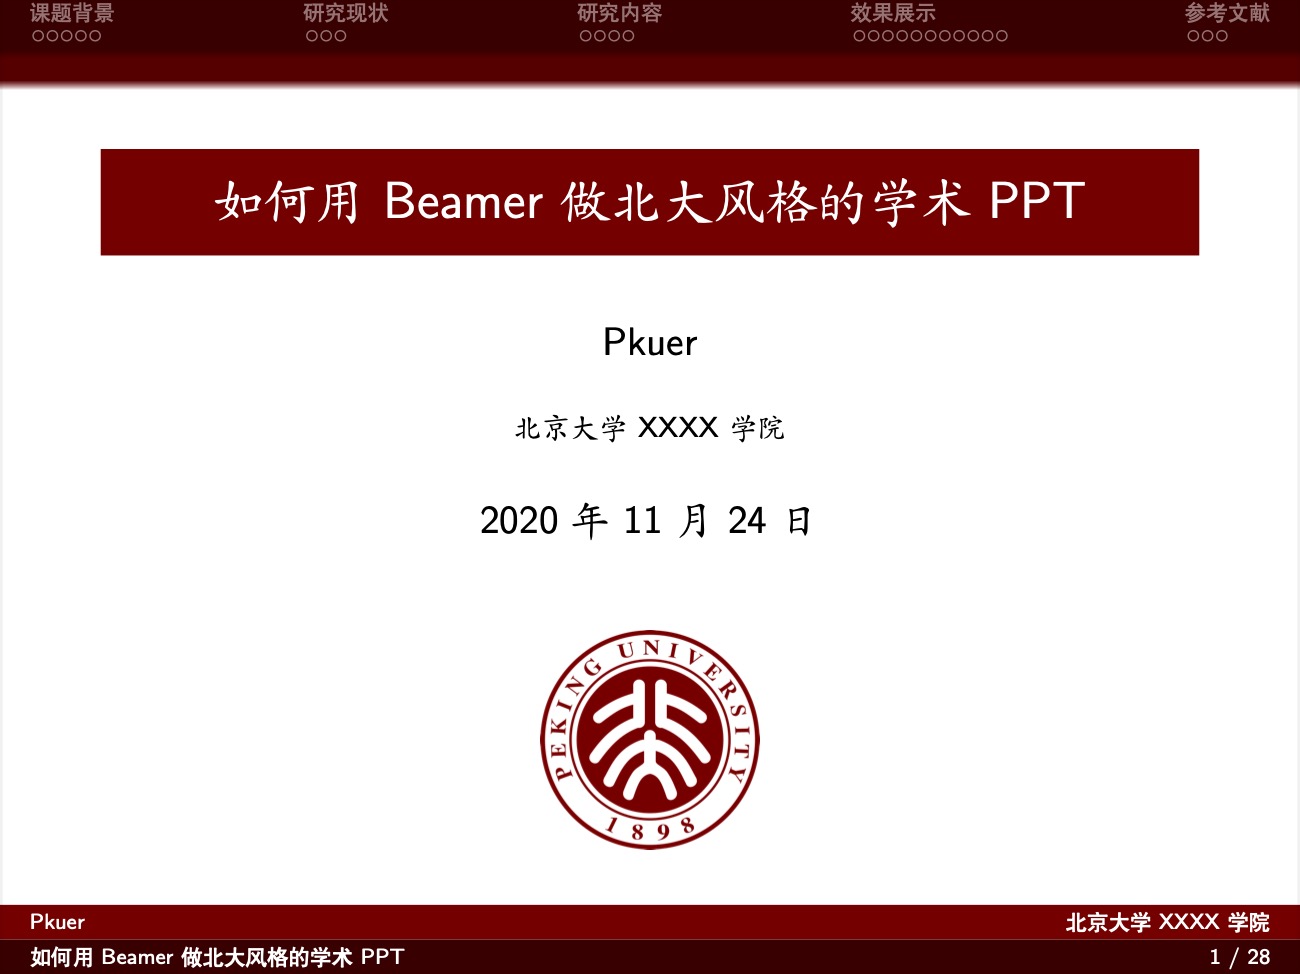 课题背景 研究现状 研究内容 效果展示 参考文献
如何用 Beamer 做北大风格的学术 PPT
Pkuer
北京大学 XXXX 学院
2020 年 11 月 24 日
PEKING UNIVERSITY
1898
Pkuer 北京大学 XXXX 学院
如何用 Beamer 做北大风格的学术 PPT 1 / 28